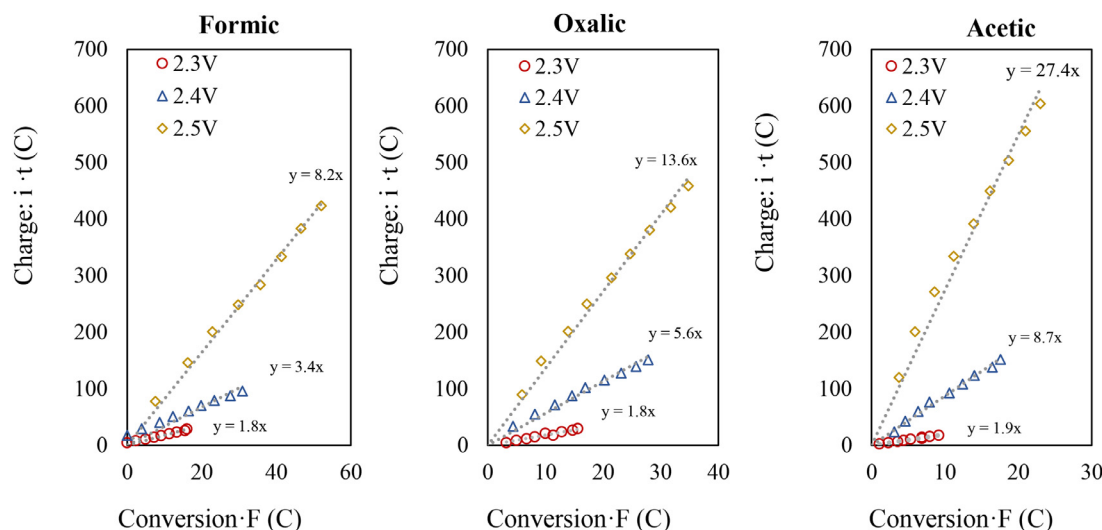 Formic
700
600
500
400
300
200
100
0
0
20
40
60
Charge: i ·t (C)
Conversion·F (C)
2.3V
2.4V
2.5V
y = 8.2x
y = 3.4x
y = 1.8x
Oxalic
700
600
500
400
300
200
100
0
0
10
20
30
40
Charge: i ·t (C)
Conversion·F (C)
2.3V
2.4V
2.5V
y = 13.6x
y = 5.6x
y = 1.8x
Acetic
700
600
500
400
300
200
100
0
0
10
20
30
Charge: i ·t (C)
Conversion·F (C)
2.3V
2.4V
2.5V
y = 27.4x
y = 8.7x
y = 1.9x